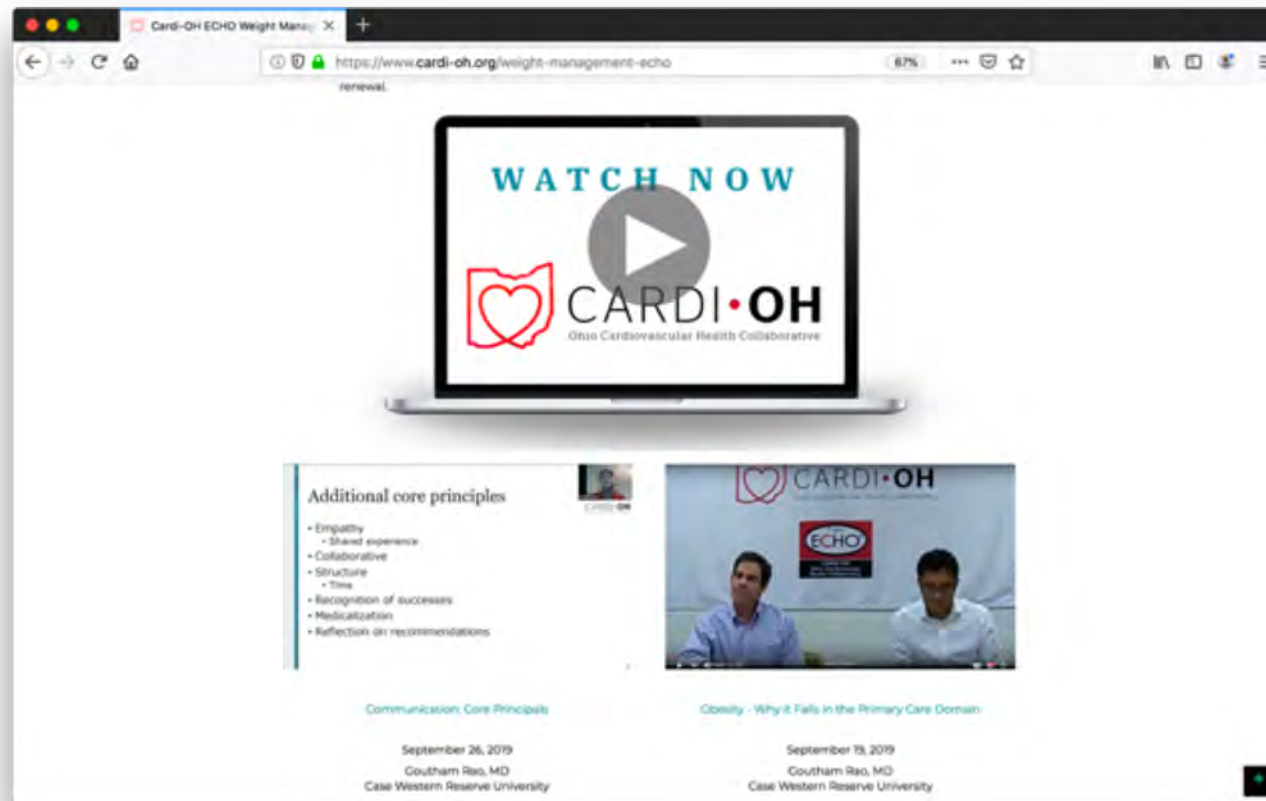 Cardi-OH ECHO Weight Manag
https://www.cardi-oh.org/weight-management-echo
67%
renewal.
WATCH NOW
CARDI•OH
Ohio Cardiovascular Health Collaborative
Additional core principles
• Empathy
• Shared experience
• Collaborative
• Structure
• Time
• Recognition of successes
• Medicalization
• Reflection on recommendations
CARDI•OH
CARDI•OH
ECHO
Communication: Core Principals
Obesity - Why it Falls in the Primary Care Domain
September 26, 2019
September 19, 2019
Goutham Rao, MD
Goutham Rao, MD
Case Western Reserve University
Case Western Reserve University